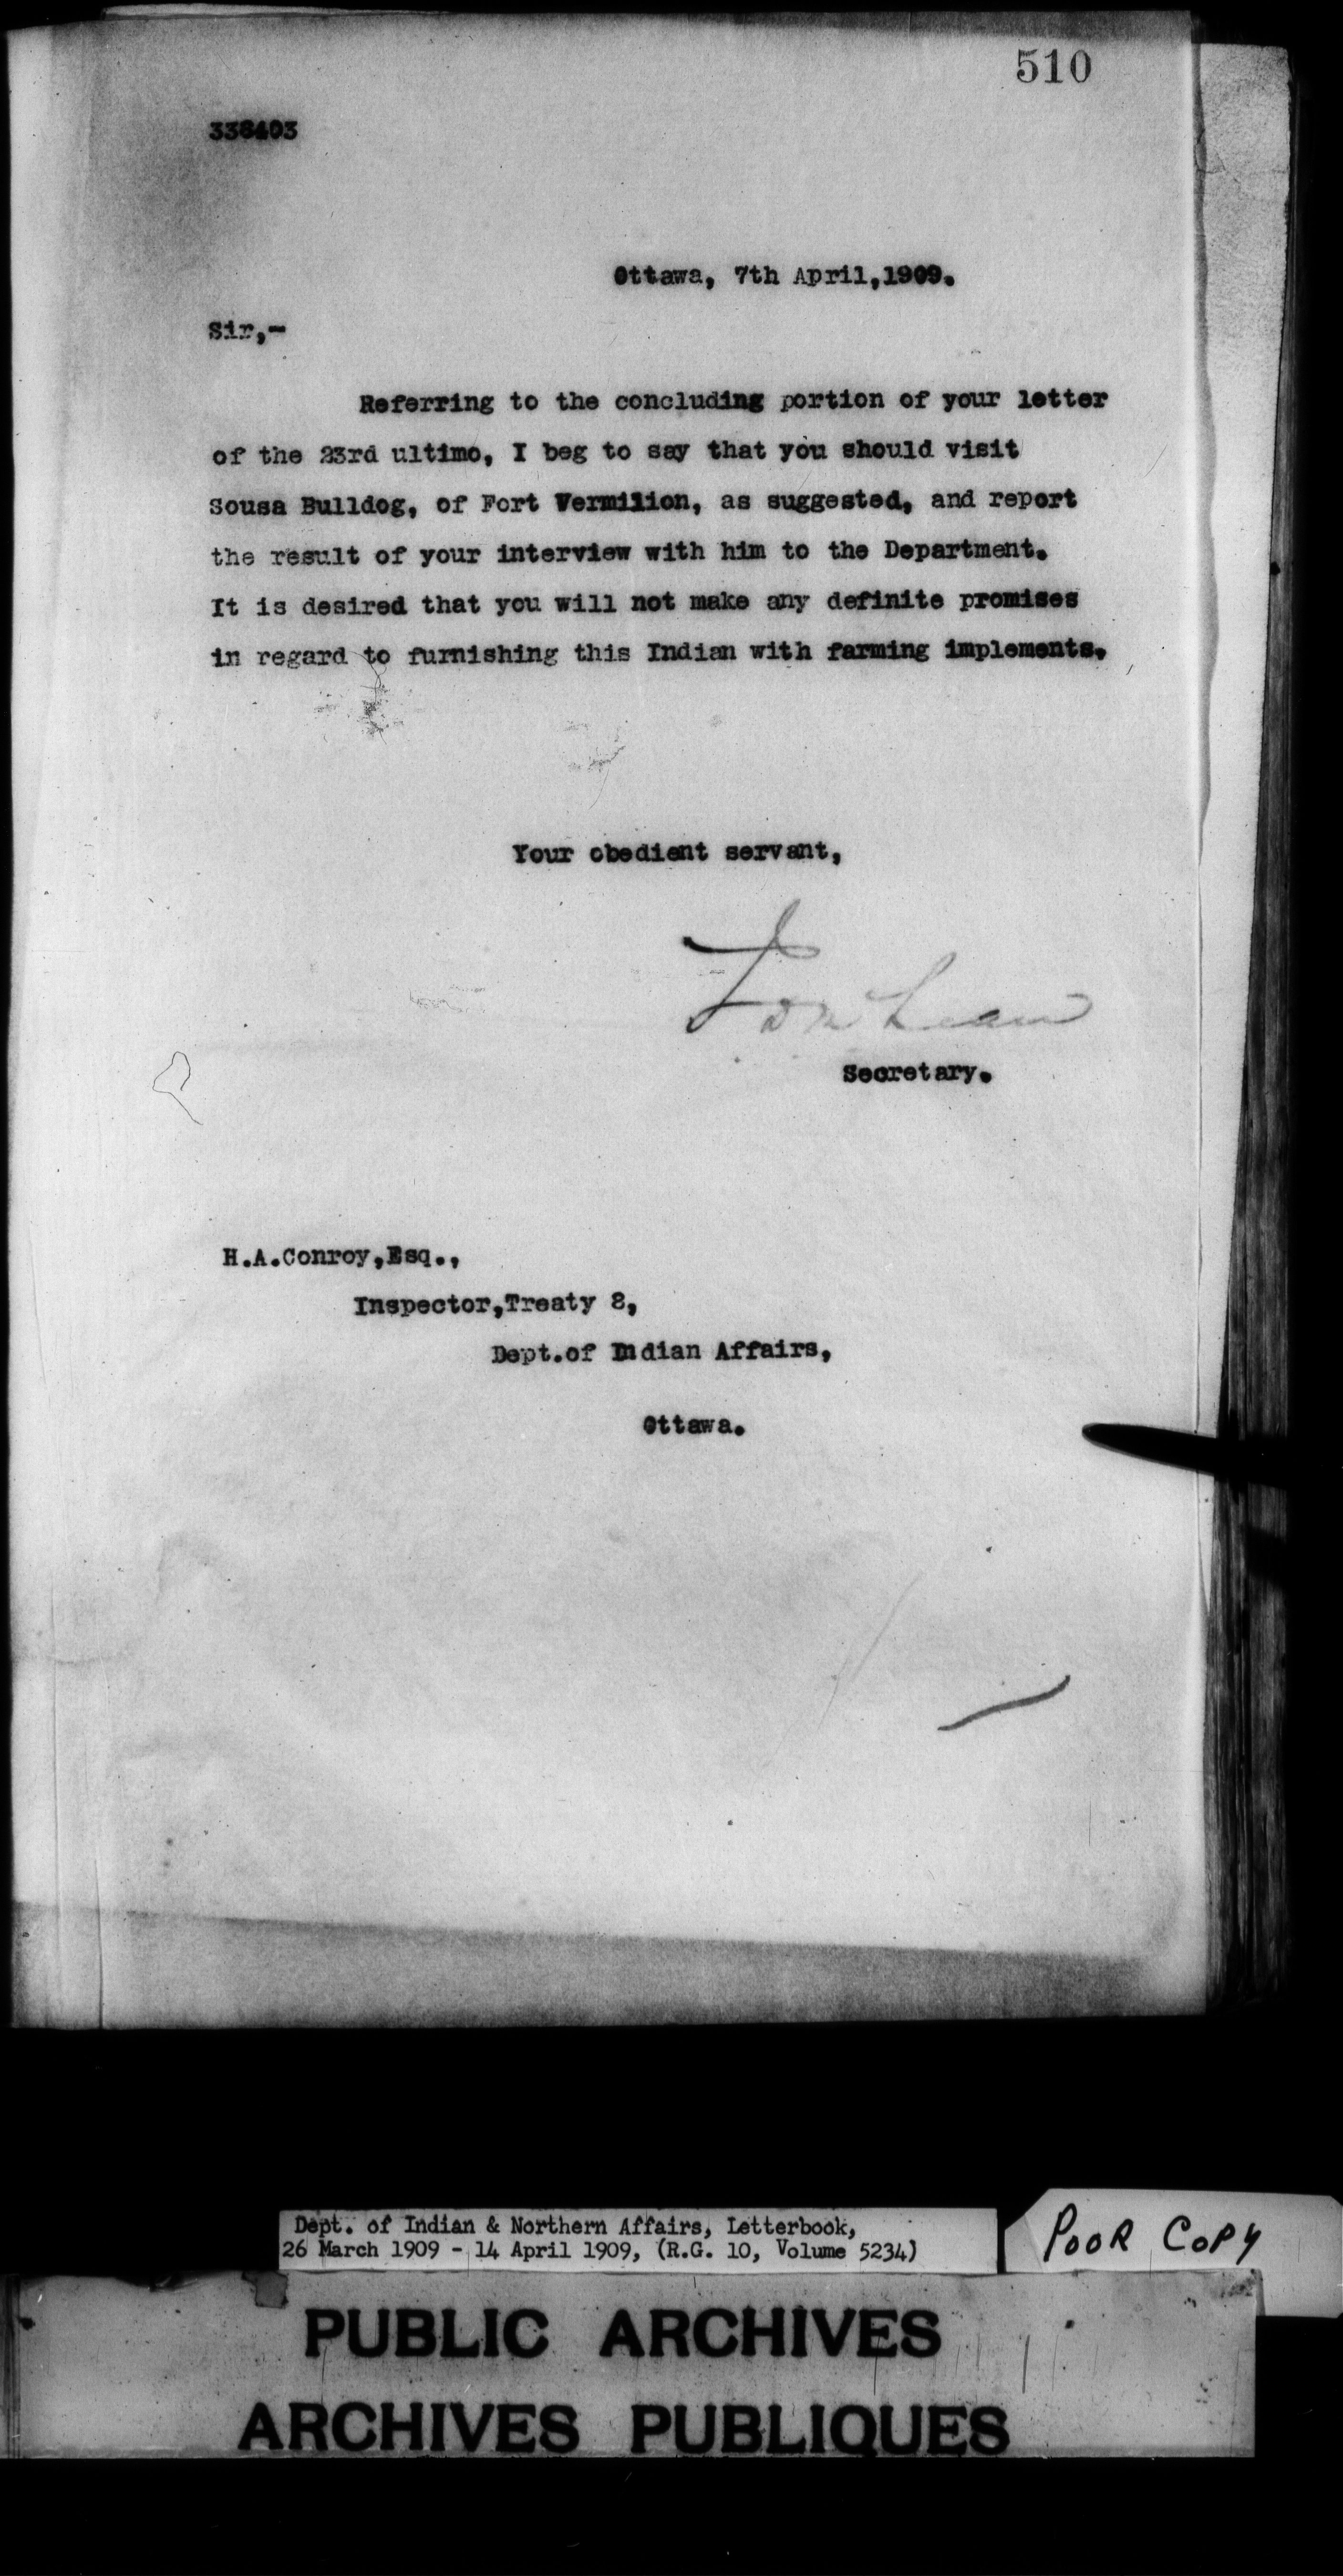 510
336403
Ottawa, 7th April,1909.
Sir,-
Referring to the concluding portion of your letter
of the 23rd ultimo, I beg to say that you should visit
Sousa Bulldog, of Fort Vermilion, as suggested, and report
the result of your interview with him to the Department.
It is desired that you will not make any definite promises
in regard to furnishing this Indian with farming implements.
Your obedient servant,
Secretary.
H.A.Conroy,Esq.,
Inspector,Treaty 8,
Dept.of Indian Affairs,
Ottawa.
Dept. of Indian & Northern Affairs, Letterbook,
26 March 1909 - 14 April 1909, (R.G. 10, Volume 5234)
POOR COPY
PUBLIC ARCHIVES
ARCHIVES PUBLIQUES